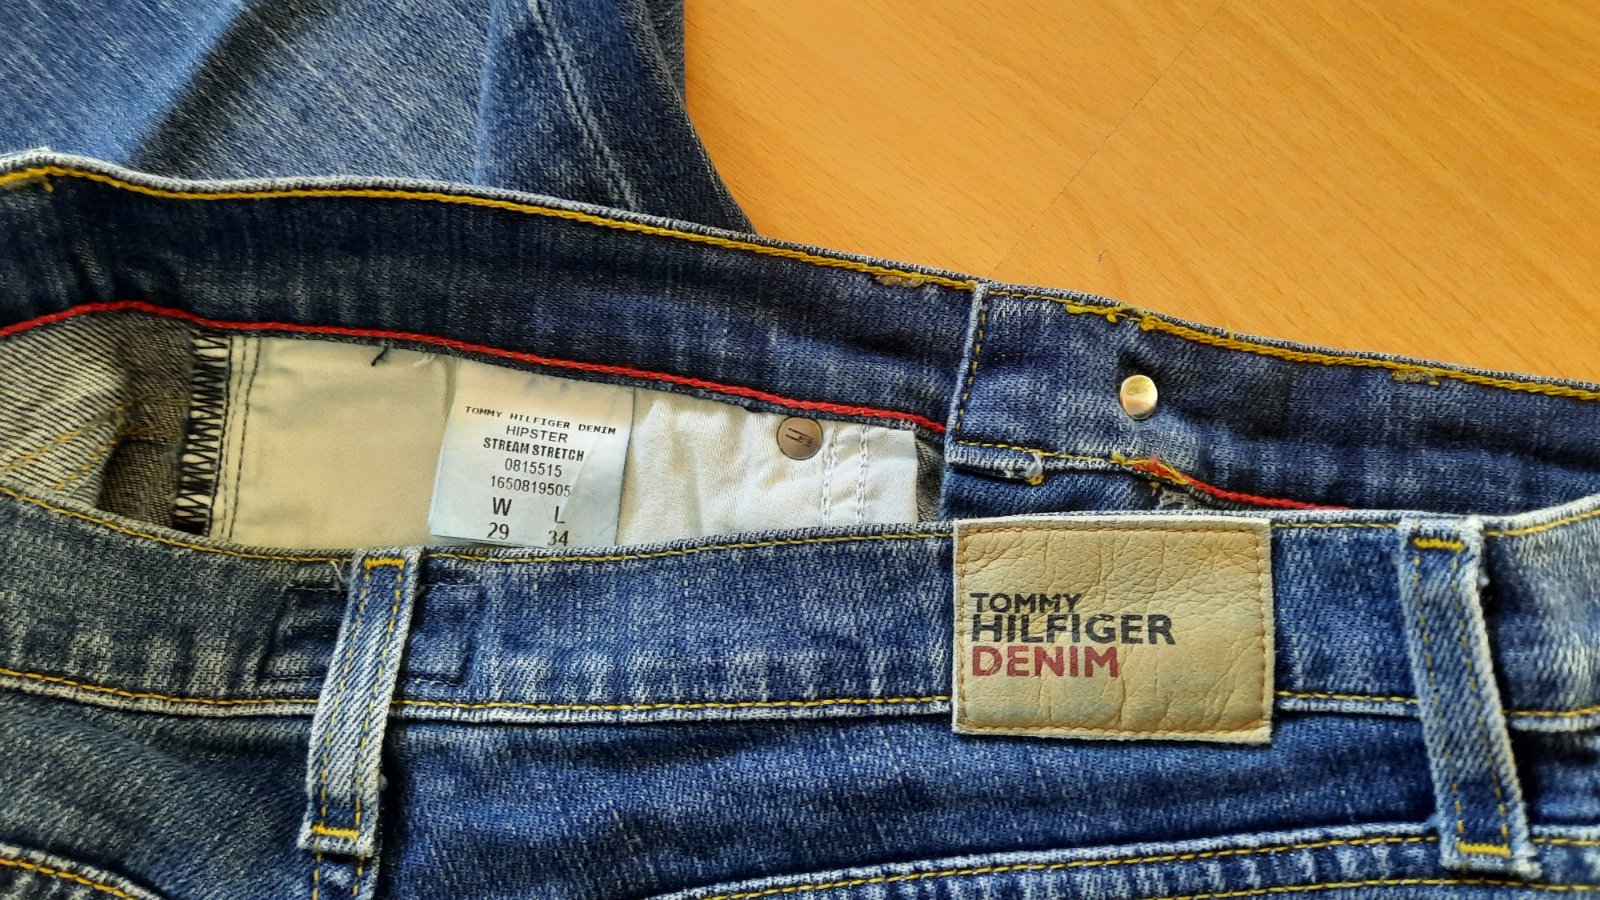 TOMMY HILFIGER DENIM
HIPSTER
STREAM STRETCH
0815515
1650819505
W L
29 34
TOMMY
HILFIGER
DENIM